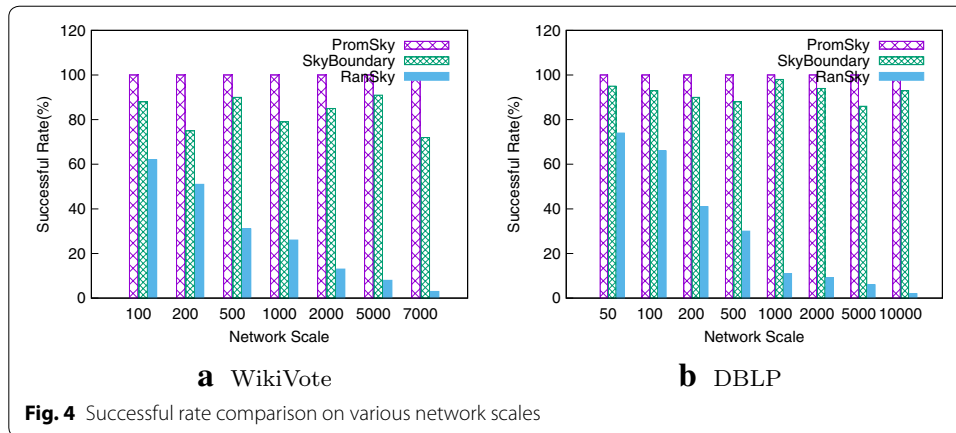 120
100
80
60
40
20
0
Successful Rate(%)
PromSky
SkyBoundary
RanSky
100 200 500 1000 2000 5000 7000
Network Scale
a WikiVote
120
100
80
60
40
20
0
Successful Rate(%)
PromSky
SkyBoundary
RanSky
50 100 200 500 1000 2000 5000 10000
Network Scale
b DBLP
Fig. 4 Successful rate comparison on various network scales